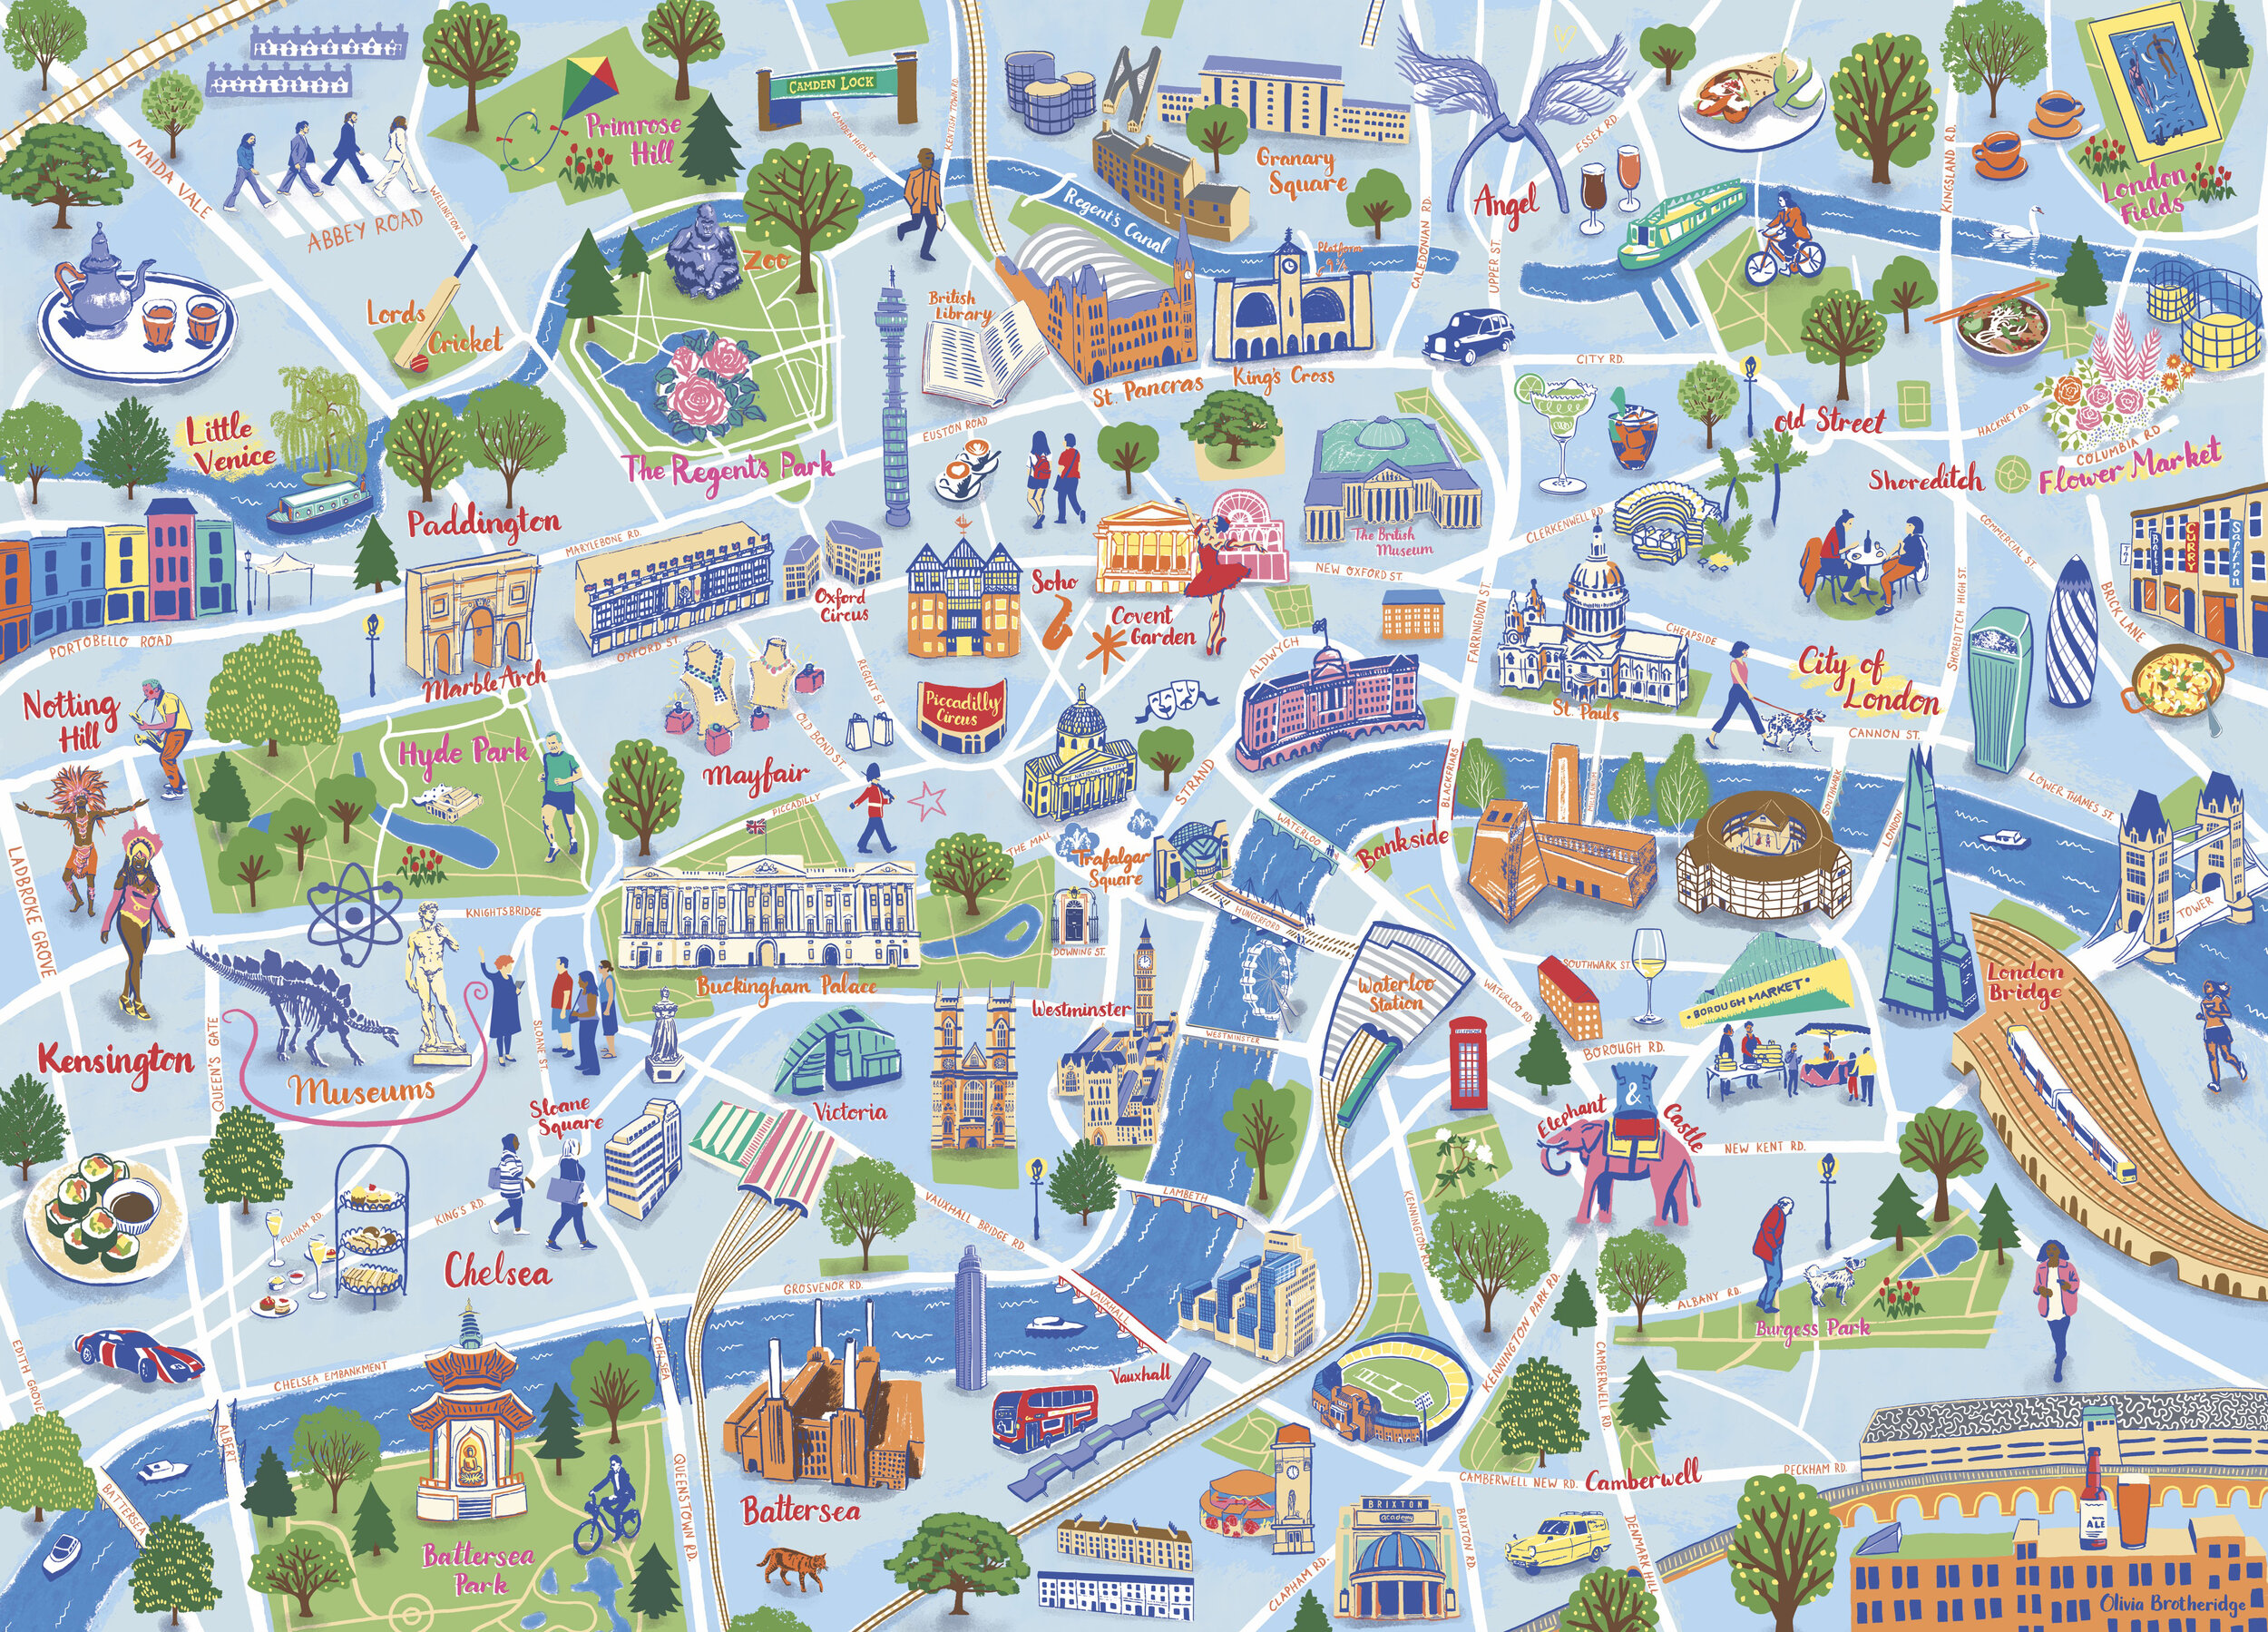 CAMDEN LOCK
CAMDEN HIGH ST.
KENTISH TOWN RD.
Primrose
Hill
MAIDA VALE
ABBEY ROAD
WELLINGTON RD.
Granary
Square
Regent's Canal
Angel
ESSEX RD.
KINGSLAND RD.
London
Fields
Zoo
Lords
Cricket
British
Library
Platform
9¾
CALEDONIAN RD.
UPPER ST.
St. Pancras
King's Cross
CITY RD.
Little
Venice
The Regent's Park
EUSTON ROAD
Old Street
HACKNEY RD.
COLUMBIA RD
Flower Market
Shoreditch
Paddington
MARYLEBONE RD.
The British
Museum
CLERKENWELL RD
COMMERCIAL ST.
BAGEL
CURRY
Saffron
BRICK LANE
PORTOBELLO ROAD
Oxford
Circus
OXFORD ST.
Soho
Covent
Garden
NEW OXFORD ST.
FARRINGDON ST.
CHEAPSIDE
SHOREDITCH HIGH ST.
Marble Arch
ALDWYCH
Notting
Hill
REGENT ST.
OLD BOND ST.
Piccadilly
Circus
St. Pauls
City of
London
CANNON ST.
Hyde Park
Mayfair
THE NATIONAL GALLERY
STRAND
BLACKFRIARS
MILLENNIUM
SOUTHWARK
LONDON
LOWER THAMES ST.
PICCADILLY
THE MALL
Trafalgar
Square
WATERLOO
Bankside
LADBROKE GROVE
KNIGHTSBRIDGE
HUNGERFORD
TOWER
DOWNING ST.
Buckingham Palace
Westminster
Waterloo
Station
WATERLOO RD
SOUTHWARK ST.
BOROUGH MARKET
London
Bridge
TELEPHONE
WESTMINSTER
BOROUGH RD.
Kensington
QUEEN'S GATE
Museums
SLOANE ST.
Sloane
Square
Victoria
Elephant
&
Castle
NEW KENT RD.
LAMBETH
VAUXHALL BRIDGE RD.
KENNINGTON RD.
FULHAM RD.
KING'S RD.
Chelsea
GROSVENOR RD.
VAUXHALL
KENNINGTON PARK RD.
ALBANY RD.
Burgess Park
EDITH GROVE
CHELSEA EMBANKMENT
CHELSEA
Vauxhall
CAMBERWELL RD.
ALBERT
BATTERSEA
QUEENSTOWN RD.
Battersea
Battersea
Park
CAMBERWELL NEW RD.
Camberwell
PECKHAM RD.
BRIXTON
academy
BRIXTON RD.
CLAPHAM RD.
DENMARK HILL
ALE
Olivia Brotheridge